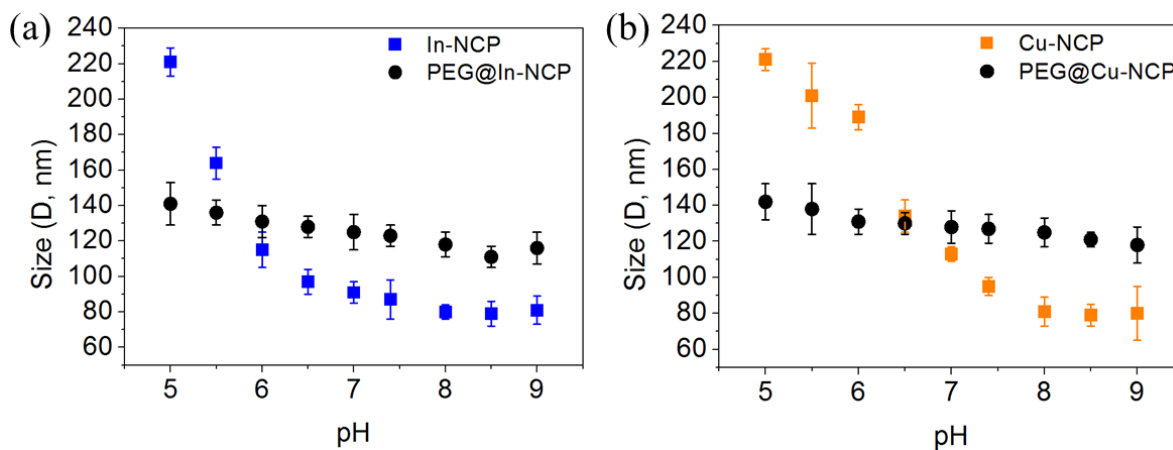 (a)
240
220
200
180
160
140
120
100
80
60
Size (D, nm)
In-NCP
PEG@In-NCP
5 6 7 8 9
pH
(b)
240
220
200
180
160
140
120
100
80
60
Size (D, nm)
Cu-NCP
PEG@Cu-NCP
5 6 7 8 9
pH